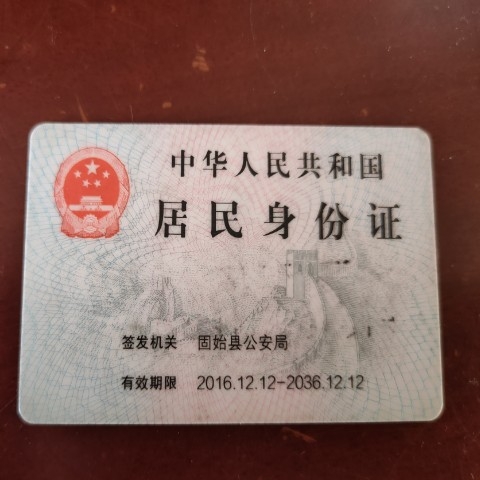 中华人民共和国
居民身份证
签发机关 固始县公安局
有效期限 2016.12.12-2036.12.12